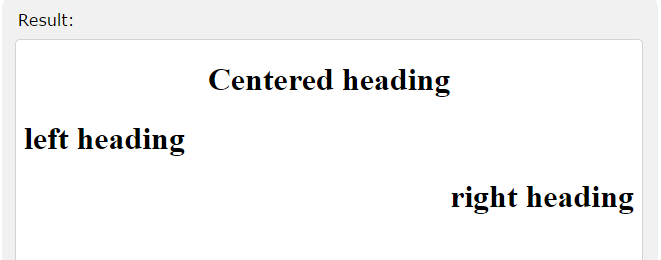 Result:
Centered heading
left heading
right heading